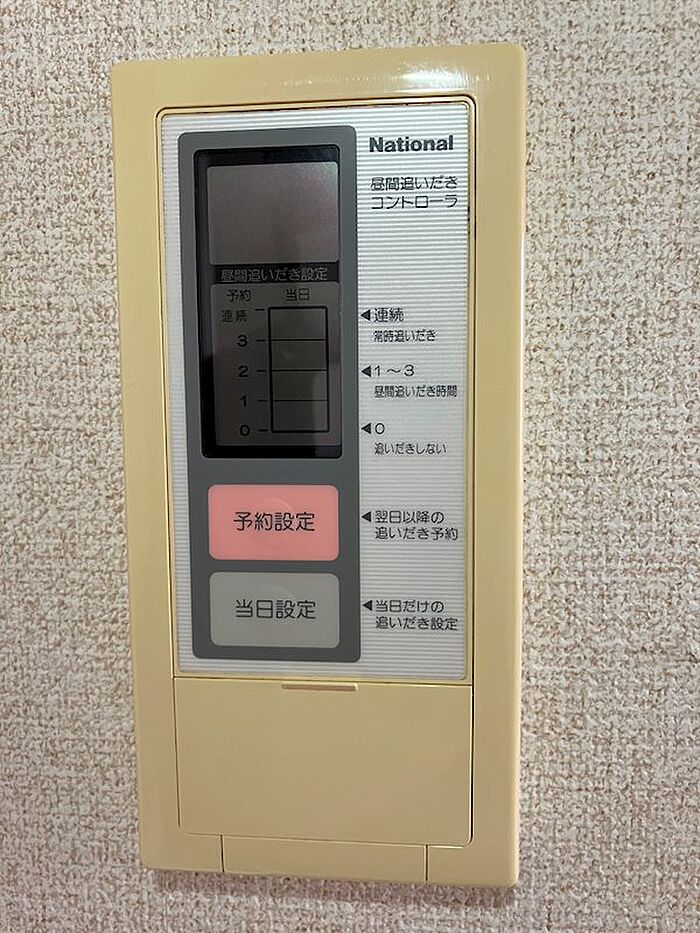 National
昼間追いだき
コントローラ
昼間追いだき設定
予約 当日
連続
3
2
1
0
◀連続
常時追いだき
◀1～3
昼間追いだき時間
◀0
追いだきしない
予約設定
◀翌日以降の
追いだき予約
当日設定
◀当日だけの
追いだき設定